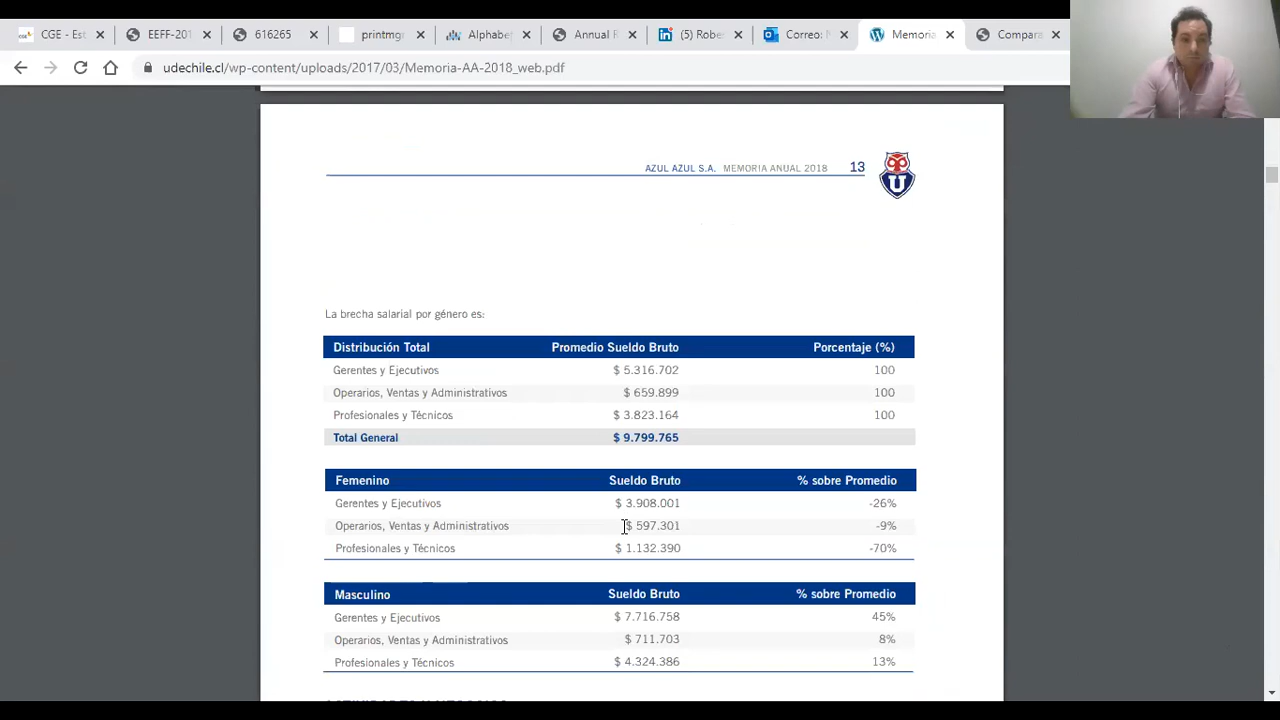 CGE - Est
EEFF-201
616265
printmgr
Alphabe
Annual R
(5) Rober
Correo: N
Memoria
Compara
udechile.cl/wp-content/uploads/2017/03/Memoria-AA-2018_web.pdf
AZUL AZUL S.A. MEMORIA ANUAL 2018 13
U
La brecha salarial por género es:
Distribución Total Promedio Sueldo Bruto Porcentaje (%)
Gerentes y Ejecutivos $ 5.316.702 100
Operarios, Ventas y Administrativos $ 659.899 100
Profesionales y Técnicos $ 3.823.164 100
Total General $ 9.799.765
Femenino Sueldo Bruto % sobre Promedio
Gerentes y Ejecutivos $ 3.908.001 -26%
Operarios, Ventas y Administrativos $ 597.301 -9%
Profesionales y Técnicos $ 1.132.390 -70%
Masculino Sueldo Bruto % sobre Promedio
Gerentes y Ejecutivos $ 7.716.758 45%
Operarios, Ventas y Administrativos $ 711.703 8%
Profesionales y Técnicos $ 4.324.386 13%